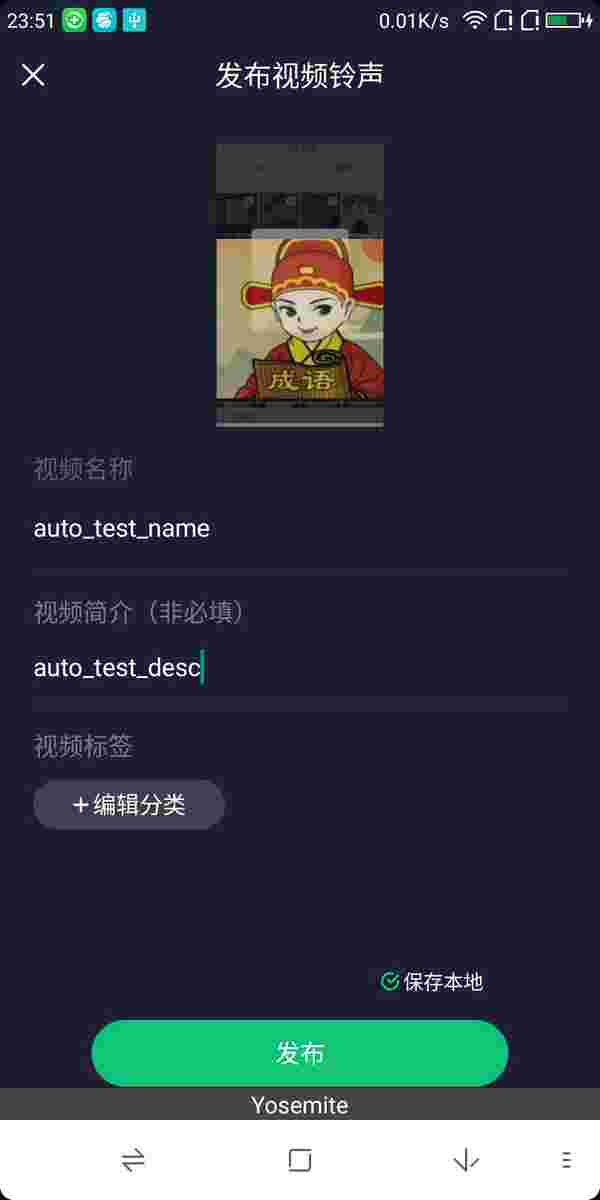 23:51 0.01K/s
发布视频铃声
成语
视频名称
auto_test_name
视频简介（非必填）
auto_test_desc
视频标签
+编辑分类
保存本地
发布
Yosemite